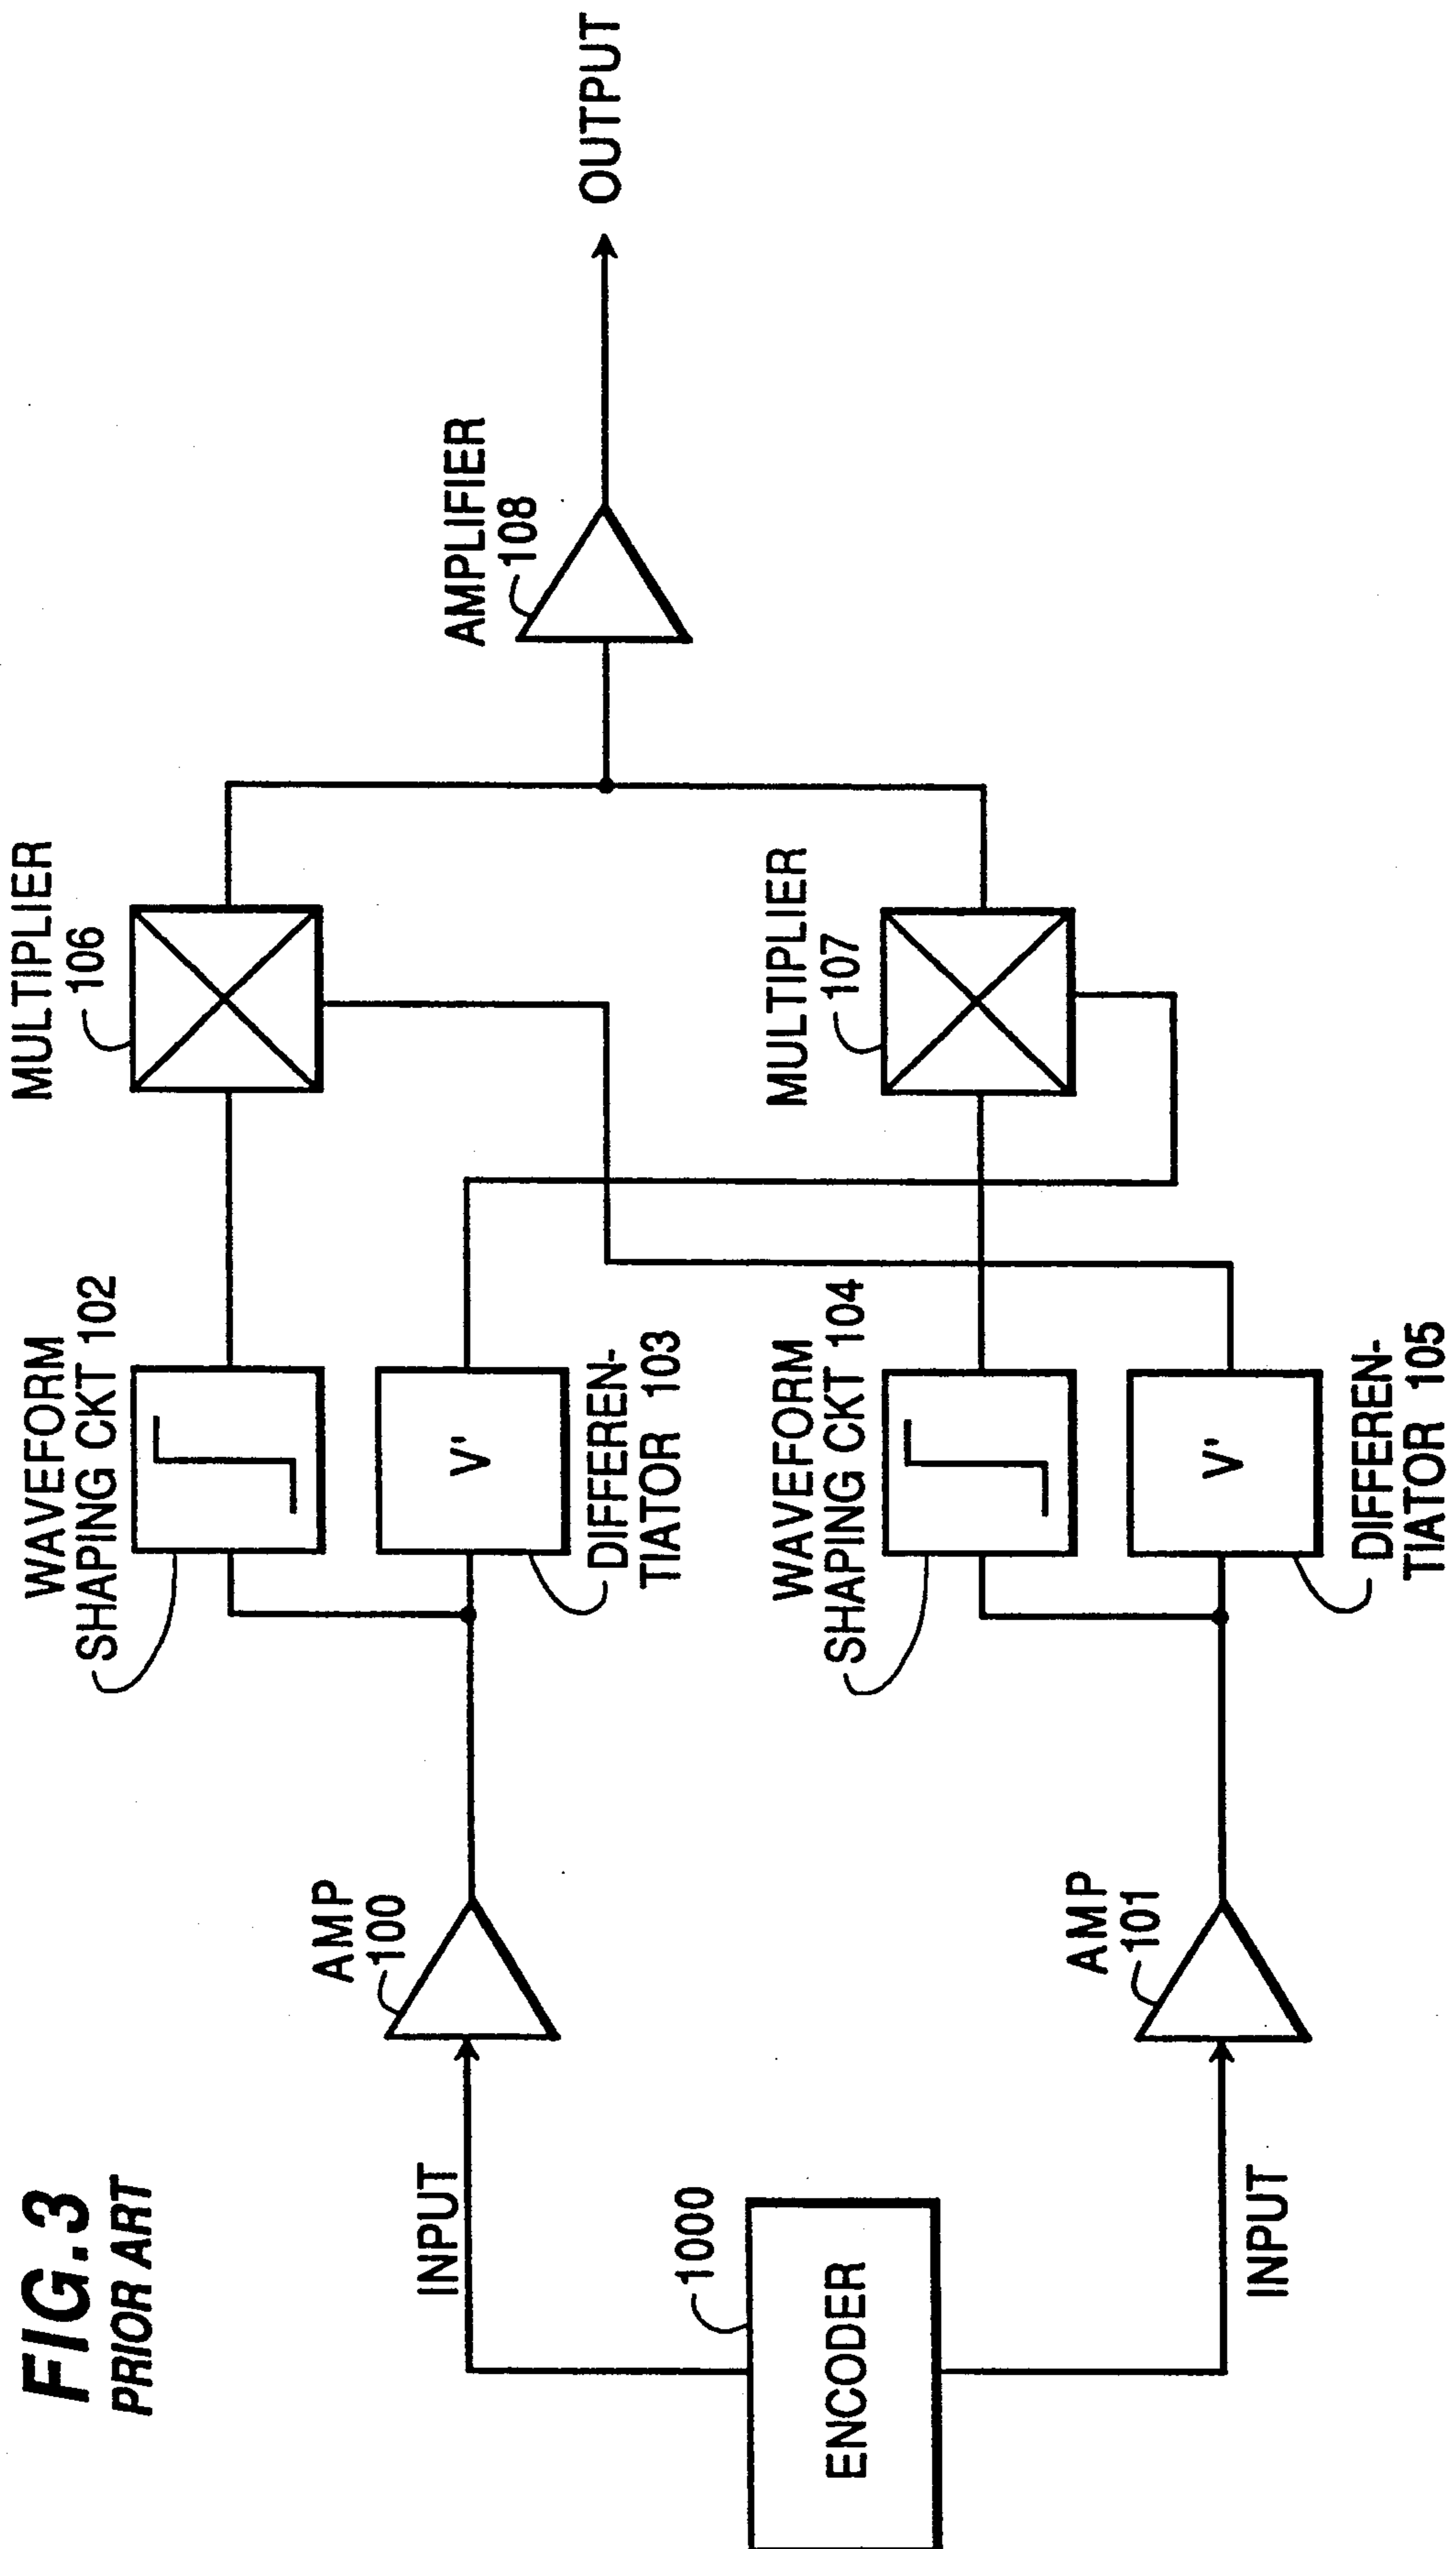 FIG. 3
PRIOR ART
ENCODER
1000
INPUT
INPUT
AMP
100
AMP
101
WAVEFORM
SHAPING CKT 102
V'
DIFFEREN-
TIATOR 103
WAVEFORM
SHAPING CKT 104
V'
DIFFEREN-
TIATOR 105
MULTIPLIER
106
MULTIPLIER
107
AMPLIFIER
108
OUTPUT